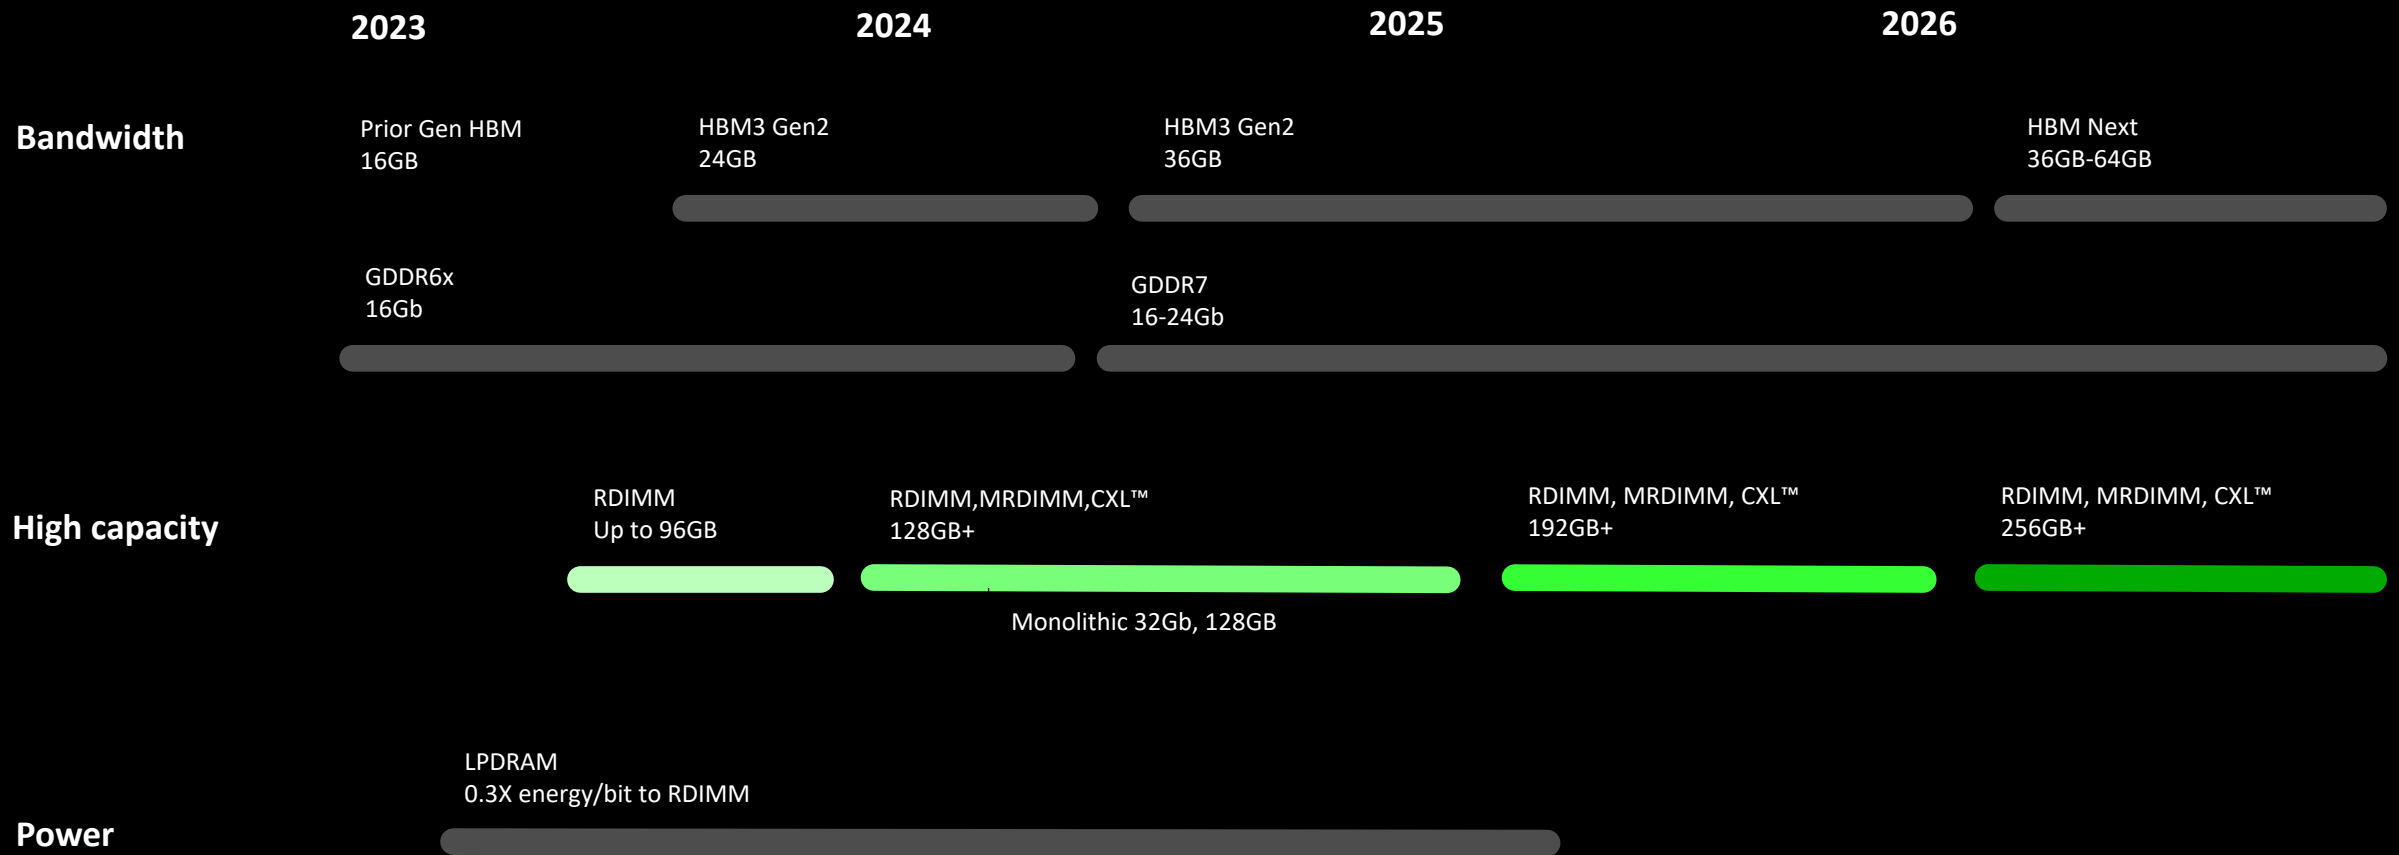 2023 2024 2025 2026
Bandwidth
Prior Gen HBM
16GB
HBM3 Gen2
24GB
HBM3 Gen2
36GB
HBM Next
36GB-64GB
GDDR6x
16Gb
GDDR7
16-24Gb
High capacity
RDIMM
Up to 96GB
RDIMM,MRDIMM,CXL™
128GB+
RDIMM, MRDIMM, CXL™
192GB+
RDIMM, MRDIMM, CXL™
256GB+
Monolithic 32Gb, 128GB
LPDRAM
0.3X energy/bit to RDIMM
Power